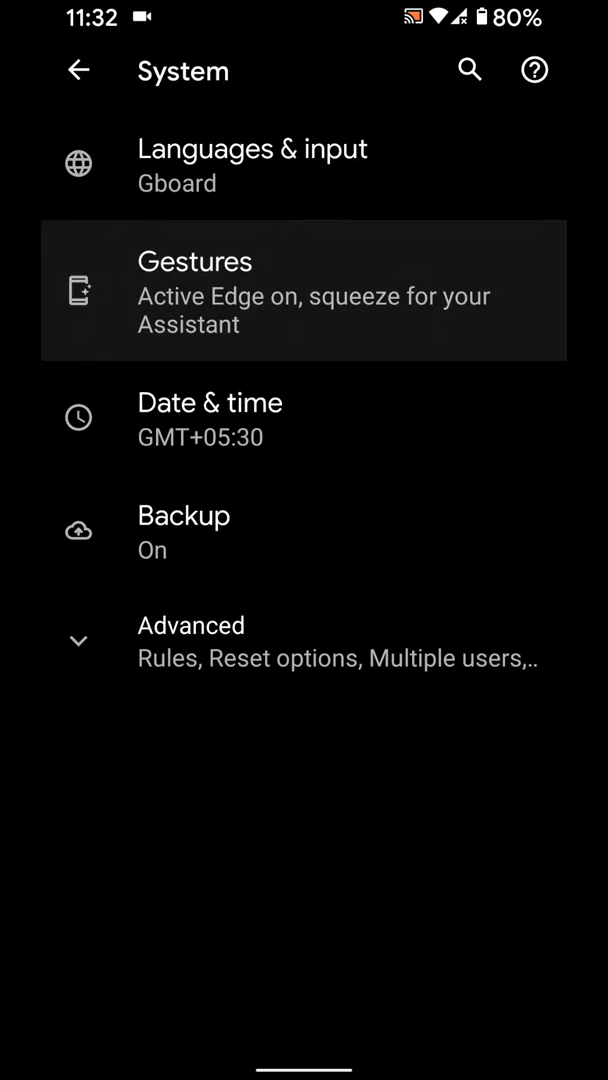 11:32
80%
System
Languages & input
Gboard
Gestures
Active Edge on, squeeze for your
Assistant
Date & time
GMT+05:30
Backup
On
Advanced
Rules, Reset options, Multiple users,..